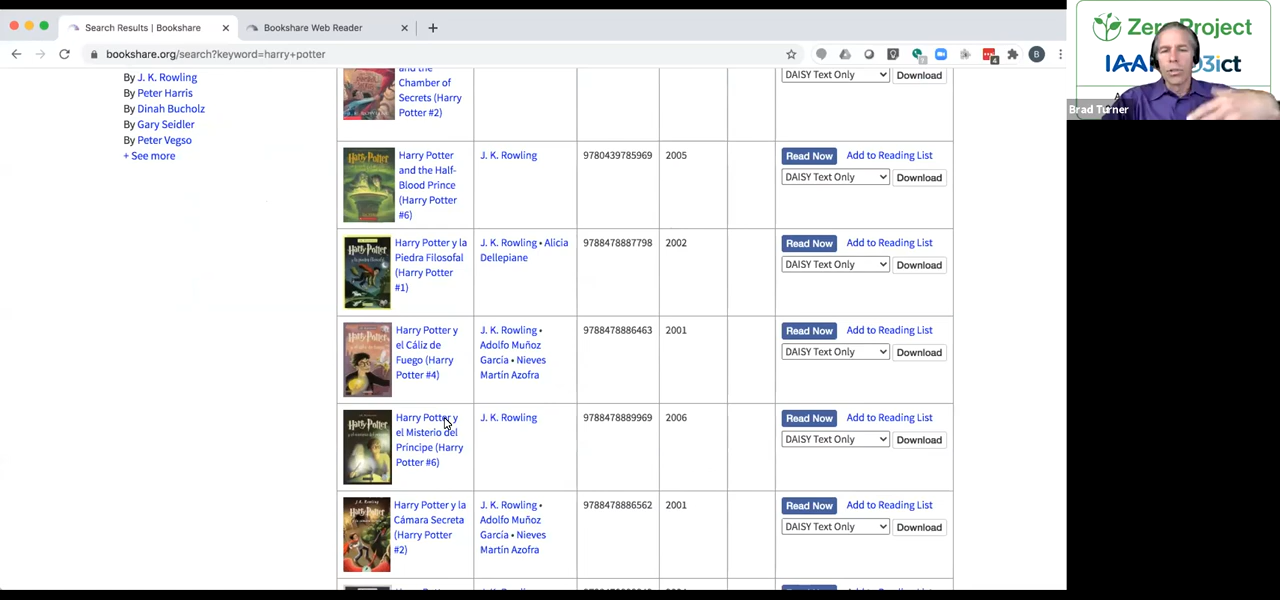 Search Results | Bookshare
Bookshare Web Reader
bookshare.org/search?keyword=harry+potter
B
Zero Project
By J. K. Rowling
By Peter Harris
By Dinah Bucholz
By Gary Seidler
By Peter Vegso
+ See more
and the
Chamber of
Secrets (Harry
Potter #2)
DAISY Text Only
Download
Harry Potter
and the Half-
Blood Prince
(Harry Potter
#6)
J. K. Rowling
9780439785969
2005
Read Now
Add to Reading List
DAISY Text Only
Download
Harry Potter y la
Piedra Filosofal
(Harry Potter
#1)
J. K. Rowling • Alicia
Dellepiane
9788478887798
2002
Read Now
Add to Reading List
DAISY Text Only
Download
Harry Potter y
el Cáliz de
Fuego (Harry
Potter #4)
J. K. Rowling •
Adolfo Muñoz
García • Nieves
Martín Azofra
9788478886463
2001
Read Now
Add to Reading List
DAISY Text Only
Download
Harry Potter y
el Misterio del
Príncipe (Harry
Potter #6)
J. K. Rowling
9788478889969
2006
Read Now
Add to Reading List
DAISY Text Only
Download
Harry Potter y la
Cámara Secreta
(Harry Potter
#2)
J. K. Rowling •
Adolfo Muñoz
García • Nieves
Martín Azofra
9788478886562
2001
Read Now
Add to Reading List
DAISY Text Only
Download
Brad Turner